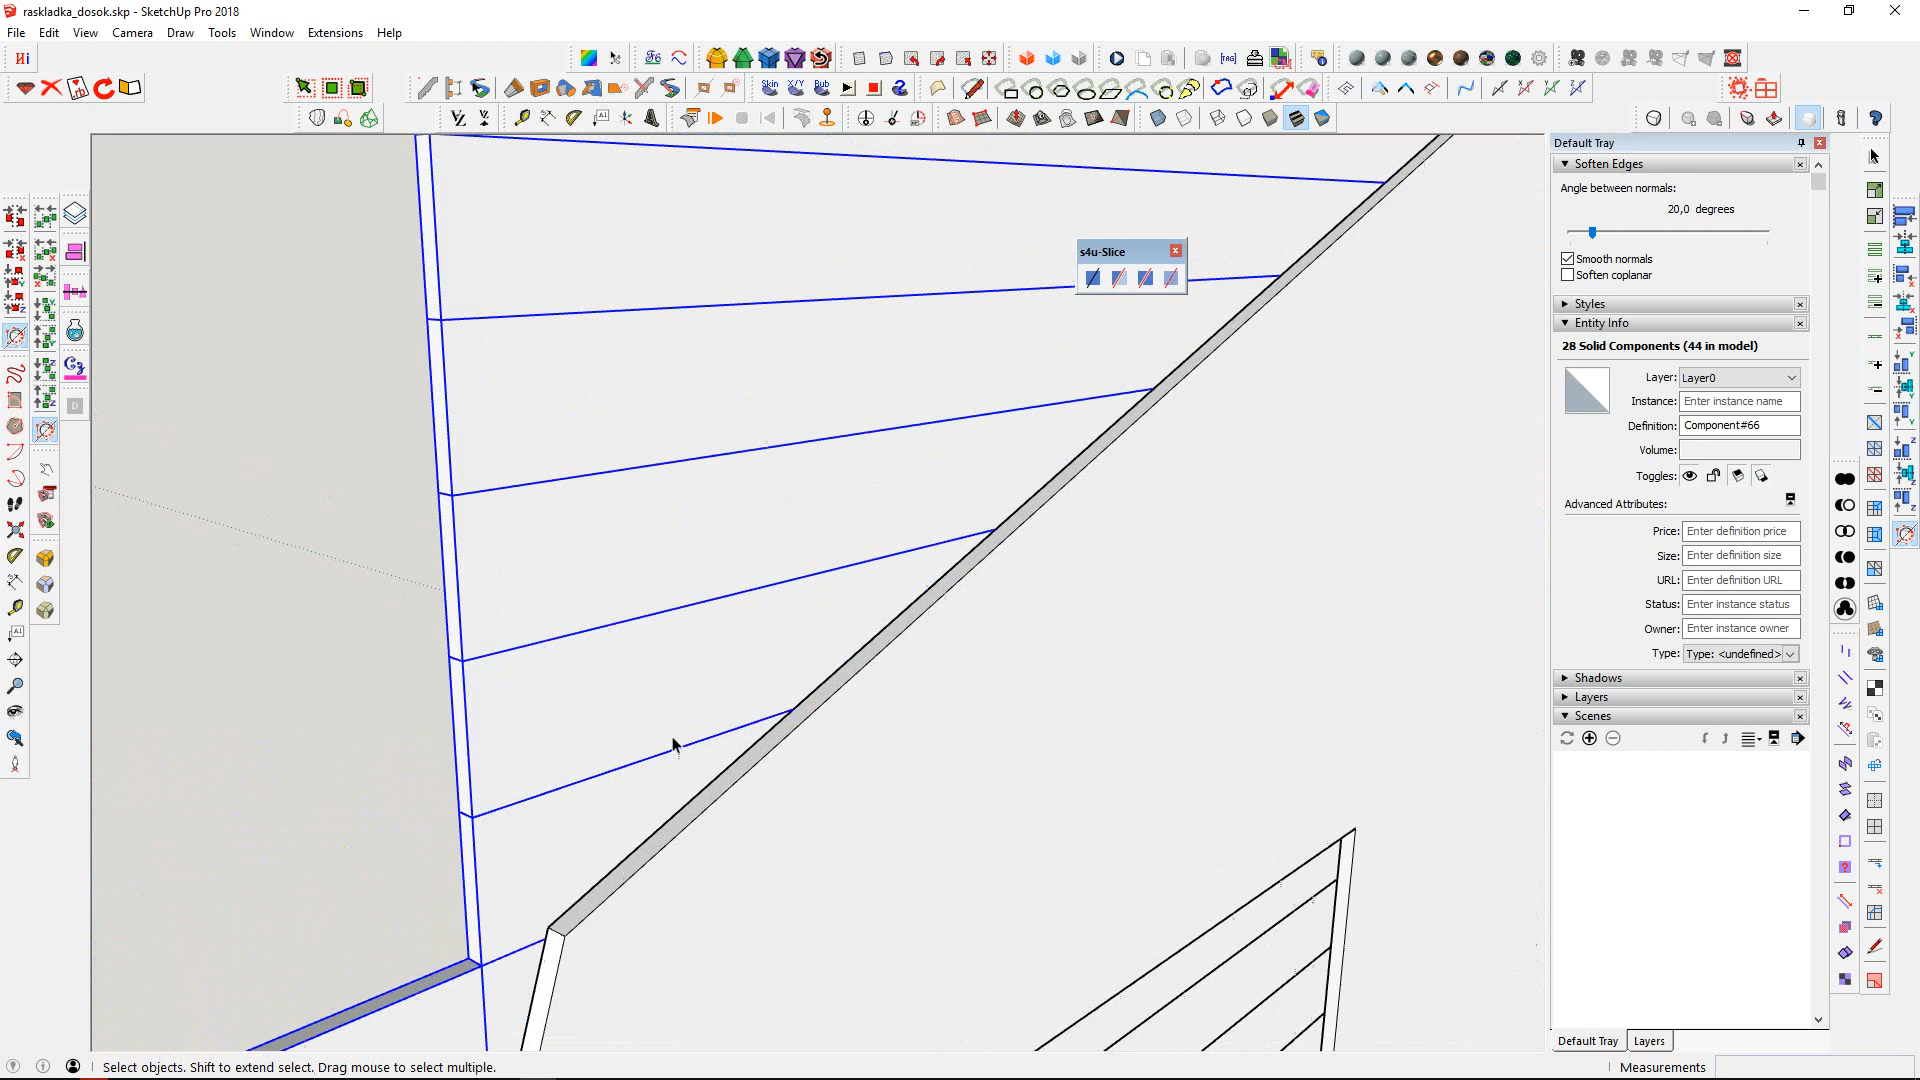 raskladka_dosok.skp - SketchUp Pro 2018
File Edit View Camera Draw Tools Window Extensions Help
Default Tray
Soften Edges
Angle between normals:
20,0 degrees
Smooth normals
Soften coplanar
s4u-Slice
Styles
Entity Info
28 Solid Components (44 in model)
Layer: Layer0
Instance: Enter instance name
Definition: Component#66
Volume:
Toggles:
Advanced Attributes:
Price: Enter definition price
Size: Enter definition size
URL: Enter definition URL
Status: Enter instance status
Owner: Enter instance owner
Type: Type: <undefined>
Shadows
Layers
Scenes
Default Tray Layers
Select objects. Shift to extend select. Drag mouse to select multiple.
Measurements